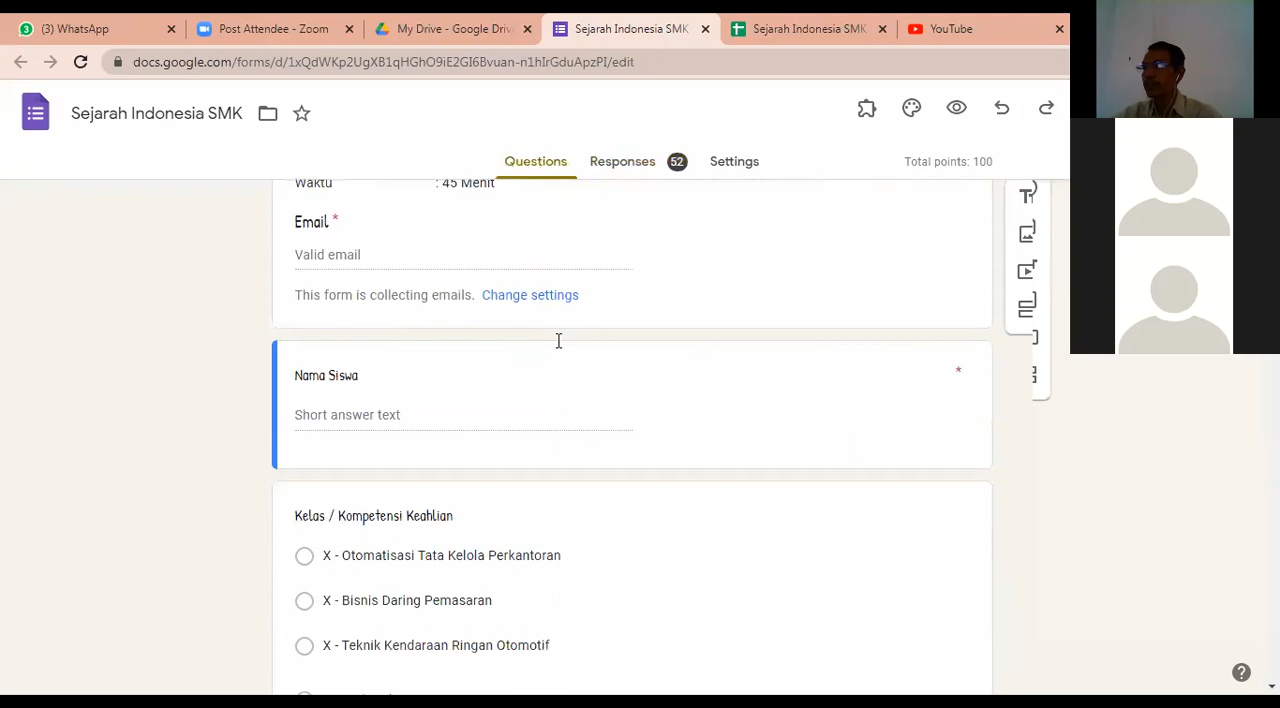 3 (3) WhatsApp
Post Attendee - Zoom
My Drive - Google Dri
Sejarah Indonesia SMK
Sejarah Indonesia SMK
YouTube
docs.google.com/forms/d/1xQdWKp2UgXB1qHGhO9iE2GI6Bvuan-n1hIrGduApzPI/edit
Sejarah Indonesia SMK
Questions
Responses 52
Settings
Total points: 100
Waktu : 45 Menit
Email *
Valid email
This form is collecting emails. Change settings
Nama Siswa *
Short answer text
Kelas / Kompetensi Keahlian
X - Otomatisasi Tata Kelola Perkantoran
X - Bisnis Daring Pemasaran
X - Teknik Kendaraan Ringan Otomotif